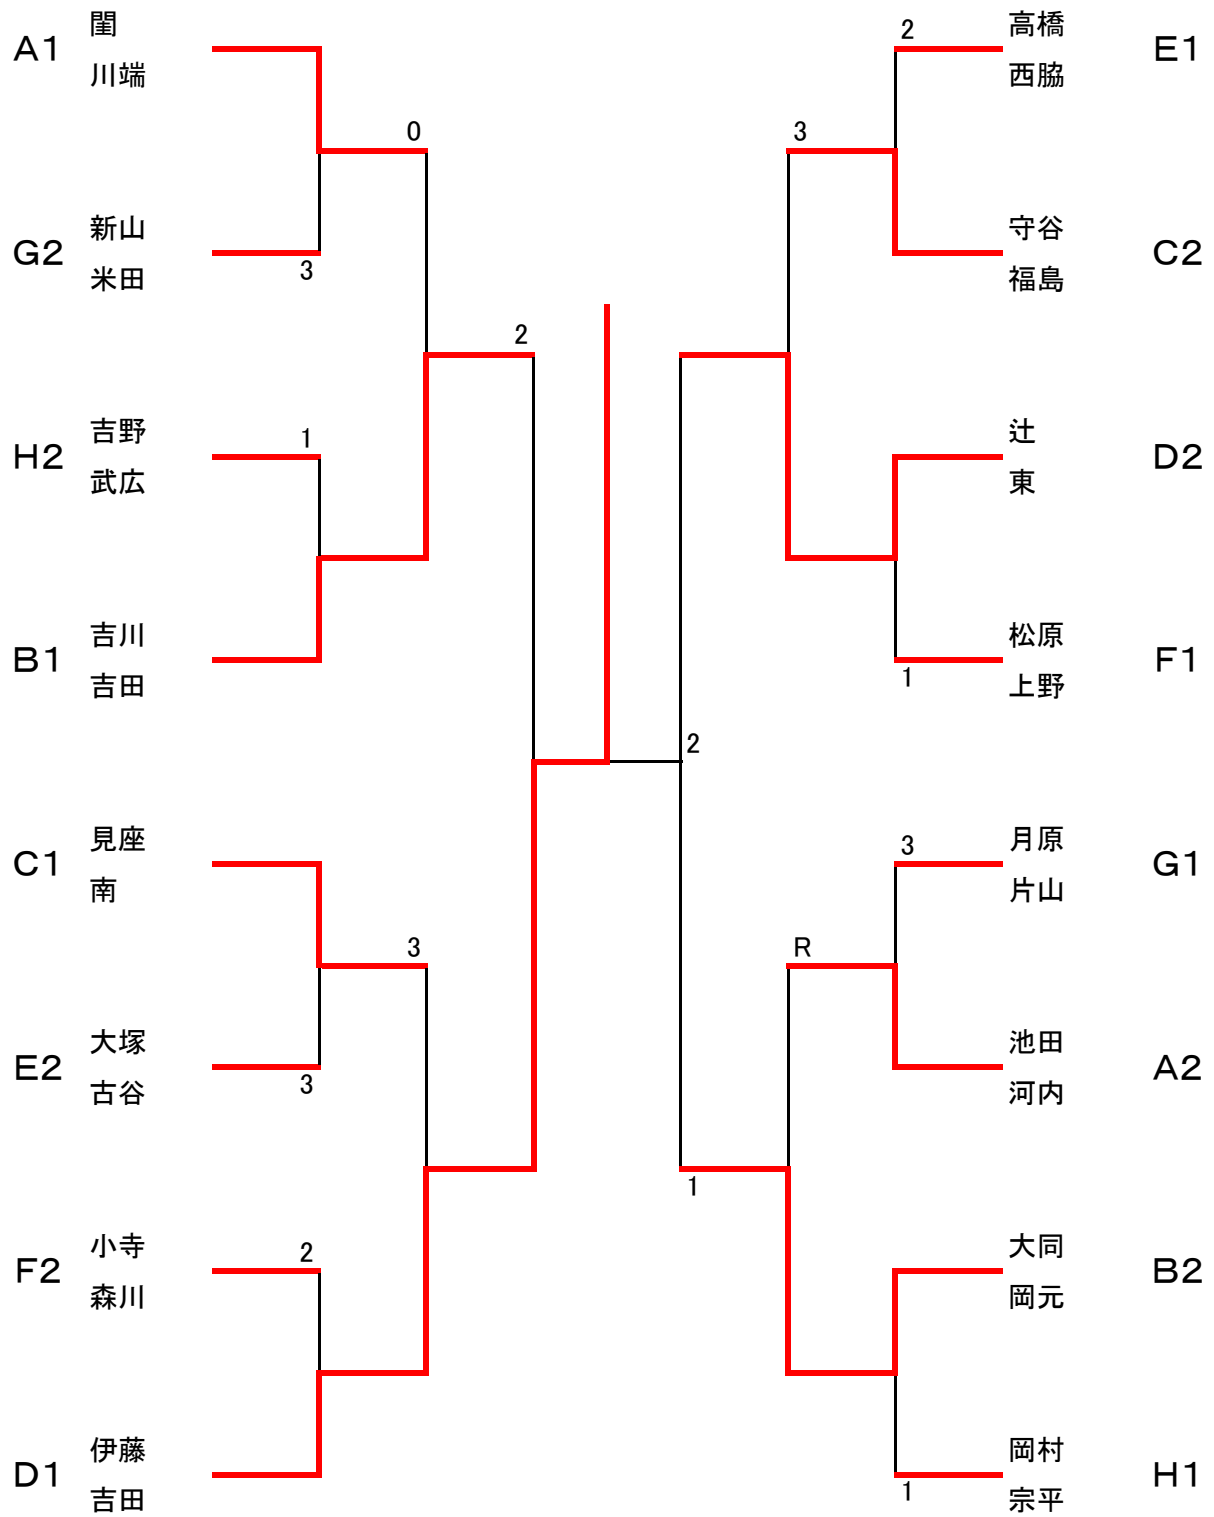 A1
閨
川端
G2
新山
米田
3
0
H2
吉野
武広
1
B1
吉川
吉田
2
C1
見座
南
E2
大塚
古谷
3
3
F2
小寺
森川
2
D1
伊藤
吉田
2
高橋
西脇
E1
3
守谷
福島
C2
辻
東
D2
松原
上野
F1
1
2
3
月原
片山
G1
R
池田
河内
A2
1
大同
岡元
B2
岡村
宗平
H1
1